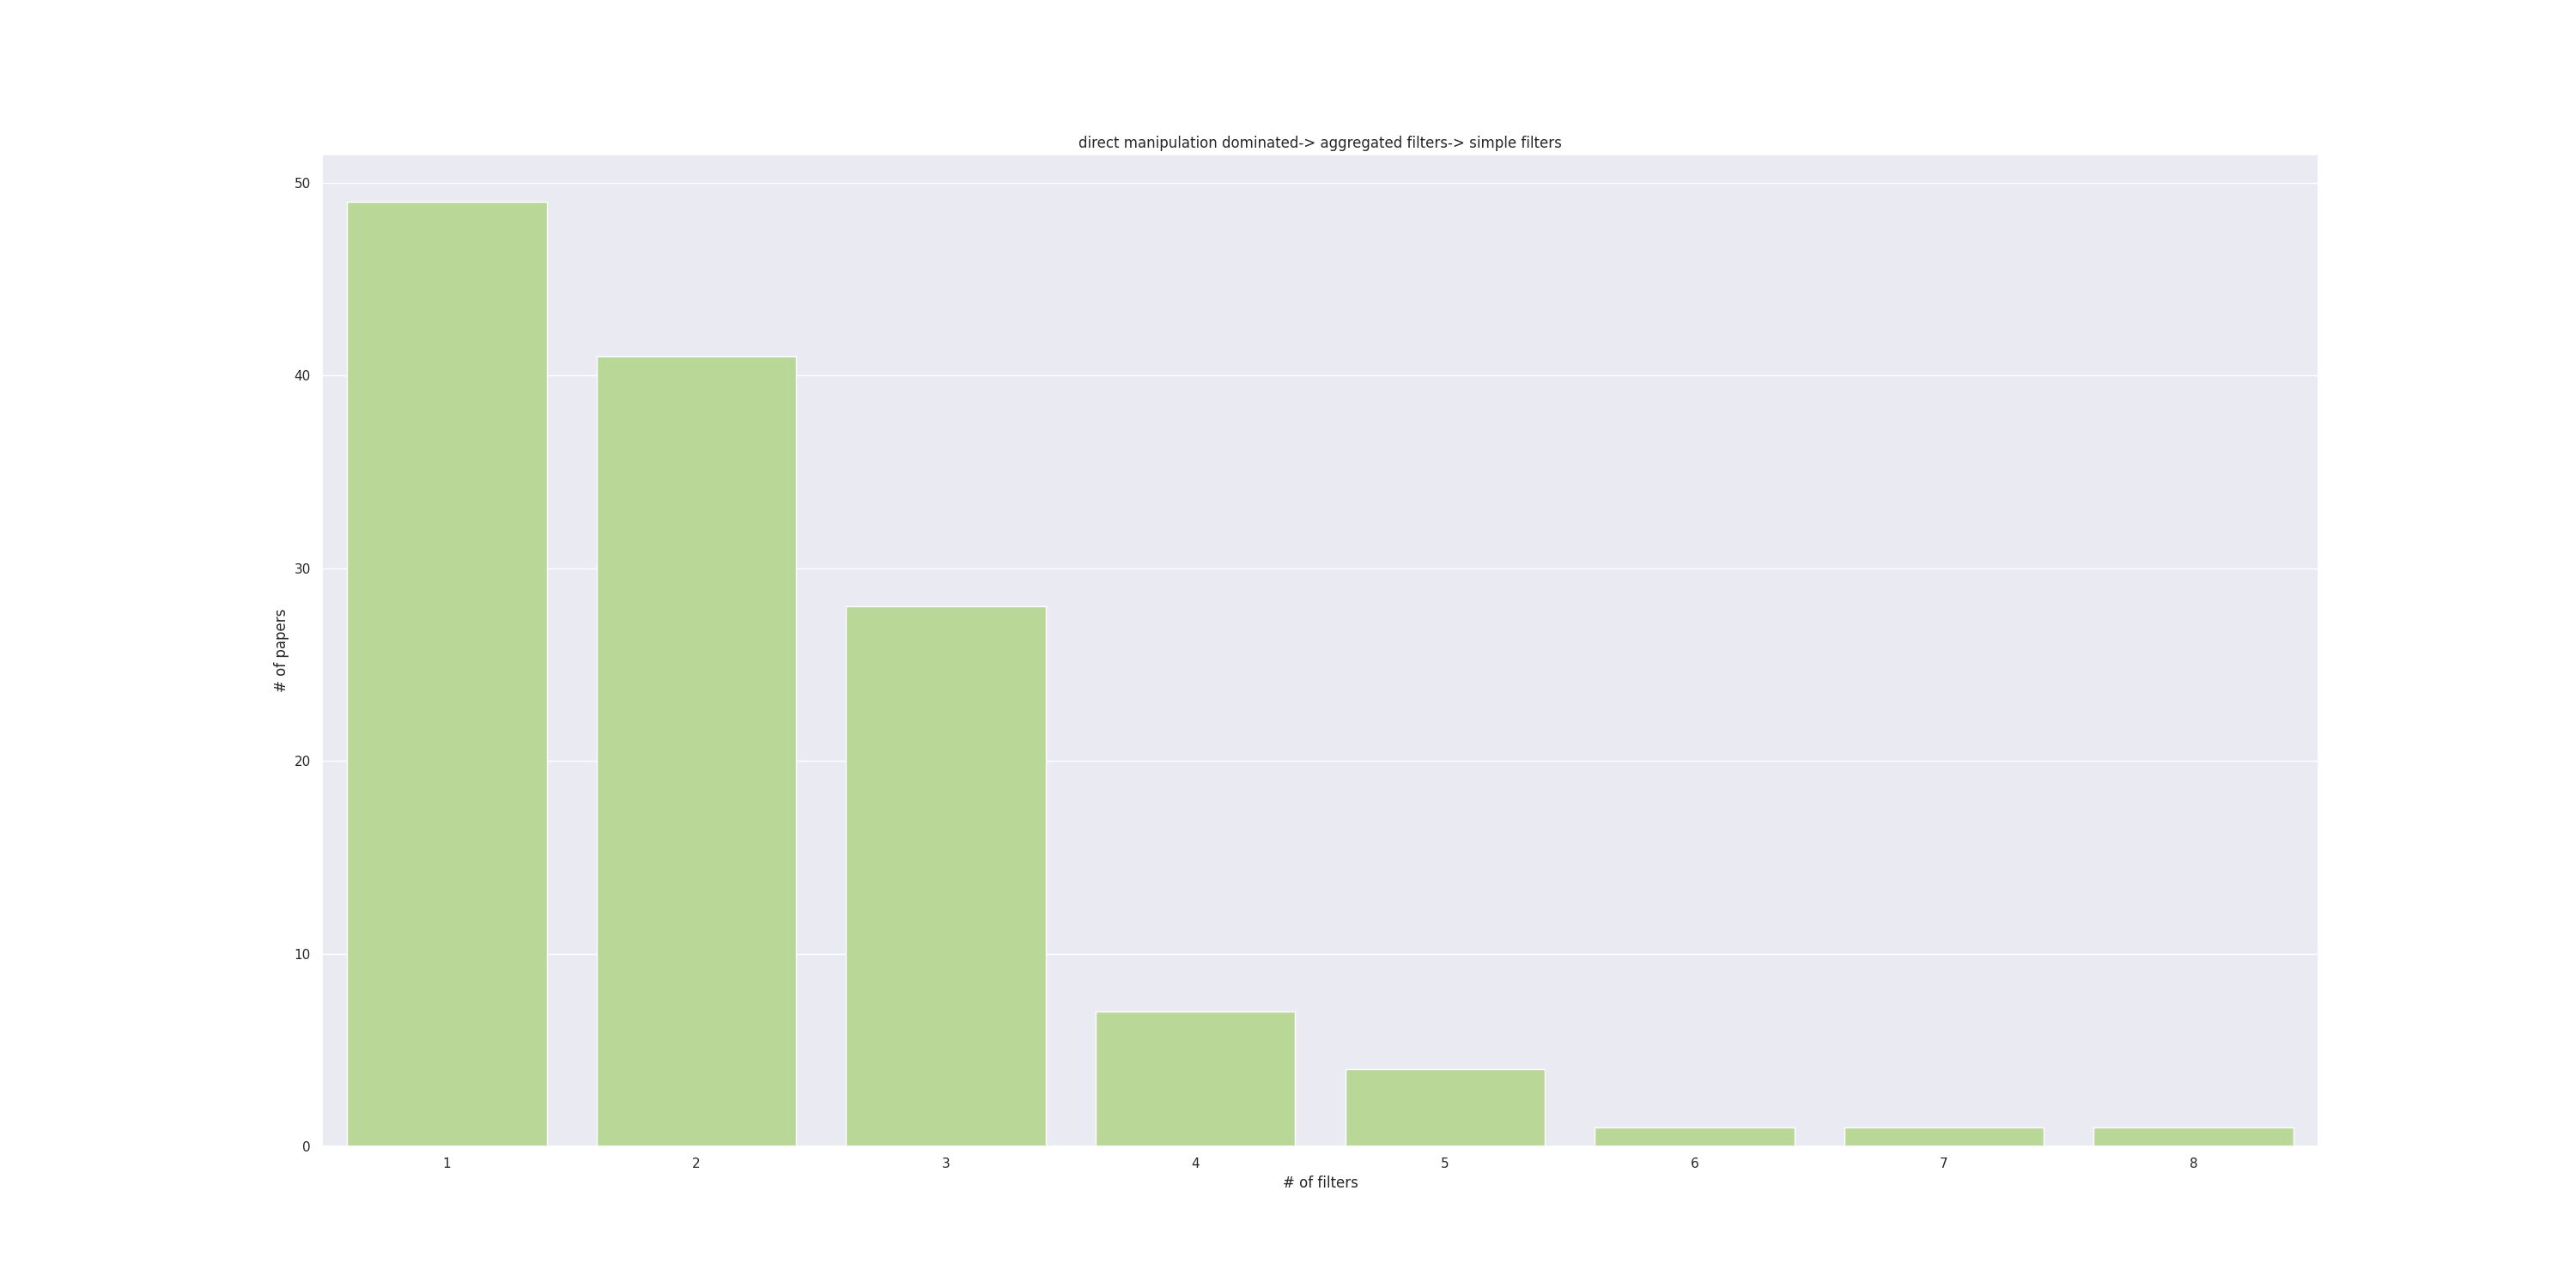 direct manipulation dominated-> aggregated filters-> simple filters
50
40
30
20
10
0
# of papers
1 2 3 4 5 6 7 8
# of filters